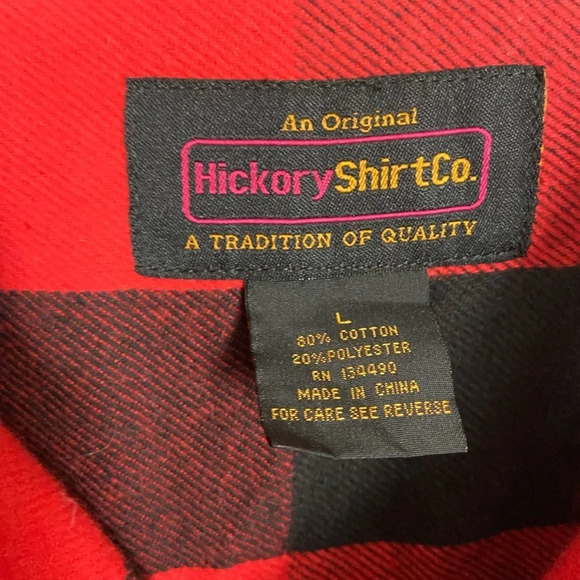 An Original
HickoryShirtCo.
A TRADITION OF QUALITY
L
80% COTTON
20%POLYESTER
RN 134490
MADE IN CHINA
FOR CARE SEE REVERSE